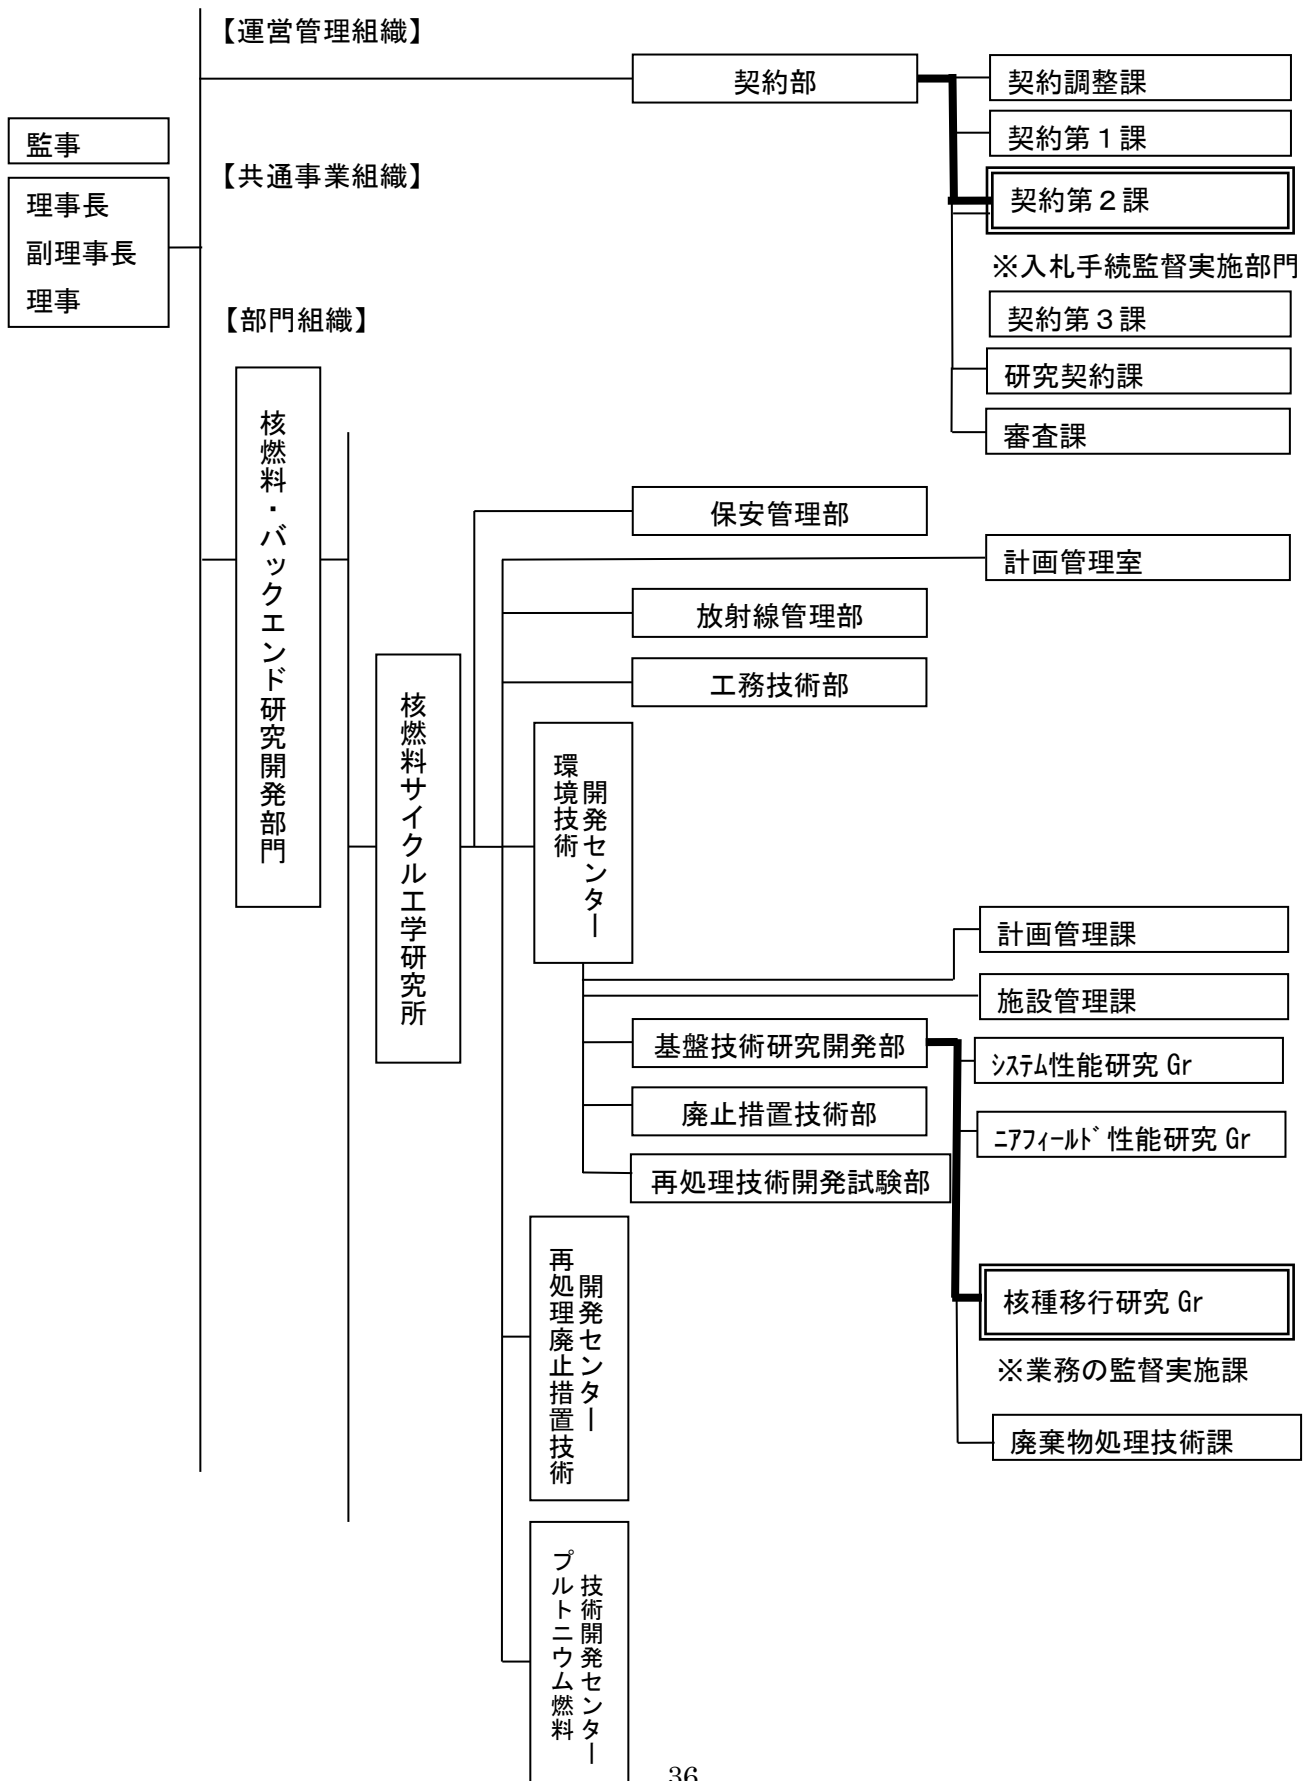 【運営管理組織】
契約部
契約調整課
契約第１課
契約第２課
※入札手続監督実施部門
契約第３課
研究契約課
審査課
監事
理事長
副理事長
理事
【共通事業組織】
【部門組織】
核燃料・バックエンド研究開発部門
核燃料サイクル工学研究所
保安管理部
計画管理室
放射線管理部
工務技術部
環境技術
開発センター
計画管理課
施設管理課
基盤技術研究開発部
ｼｽﾃﾑ性能研究 Gr
ﾆｱﾌｨｰﾙﾄﾞ性能研究 Gr
核種移行研究 Gr
※業務の監督実施課
廃棄物処理技術課
廃止措置技術部
再処理技術開発試験部
再処理廃止措置技術
開発センター
プルトニウム燃料
技術開発センター
36